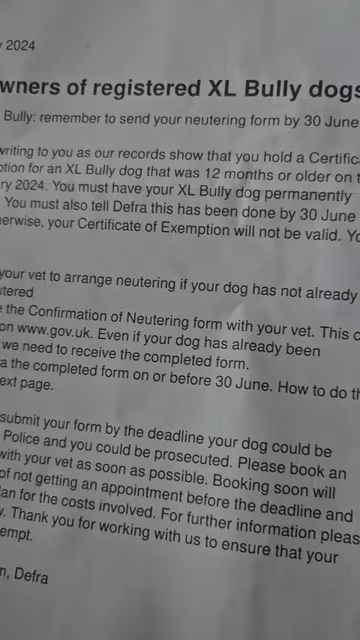 2024
wners of registered XL Bully dogs
Bully: remember to send your neutering form by 30 June
writing to you as our records show that you hold a Certific
ption for an XL Bully dog that was 12 months or older on t
ry 2024. You must have your XL Bully dog permanently
You must also tell Defra this has been done by 30 June
erwise, your Certificate of Exemption will not be valid. Yo
your vet to arrange neutering if your dog has not already
utered
e the Confirmation of Neutering form with your vet. This c
on www.gov.uk. Even if your dog has already been
we need to receive the completed form.
a the completed form on or before 30 June. How to do th
ext page.
submit your form by the deadline your dog could be
Police and you could be prosecuted. Please book an
with your vet as soon as possible. Booking soon will
of not getting an appointment before the deadline and
lan for the costs involved. For further information pleas
. Thank you for working with us to ensure that your
empt.
n, Defra